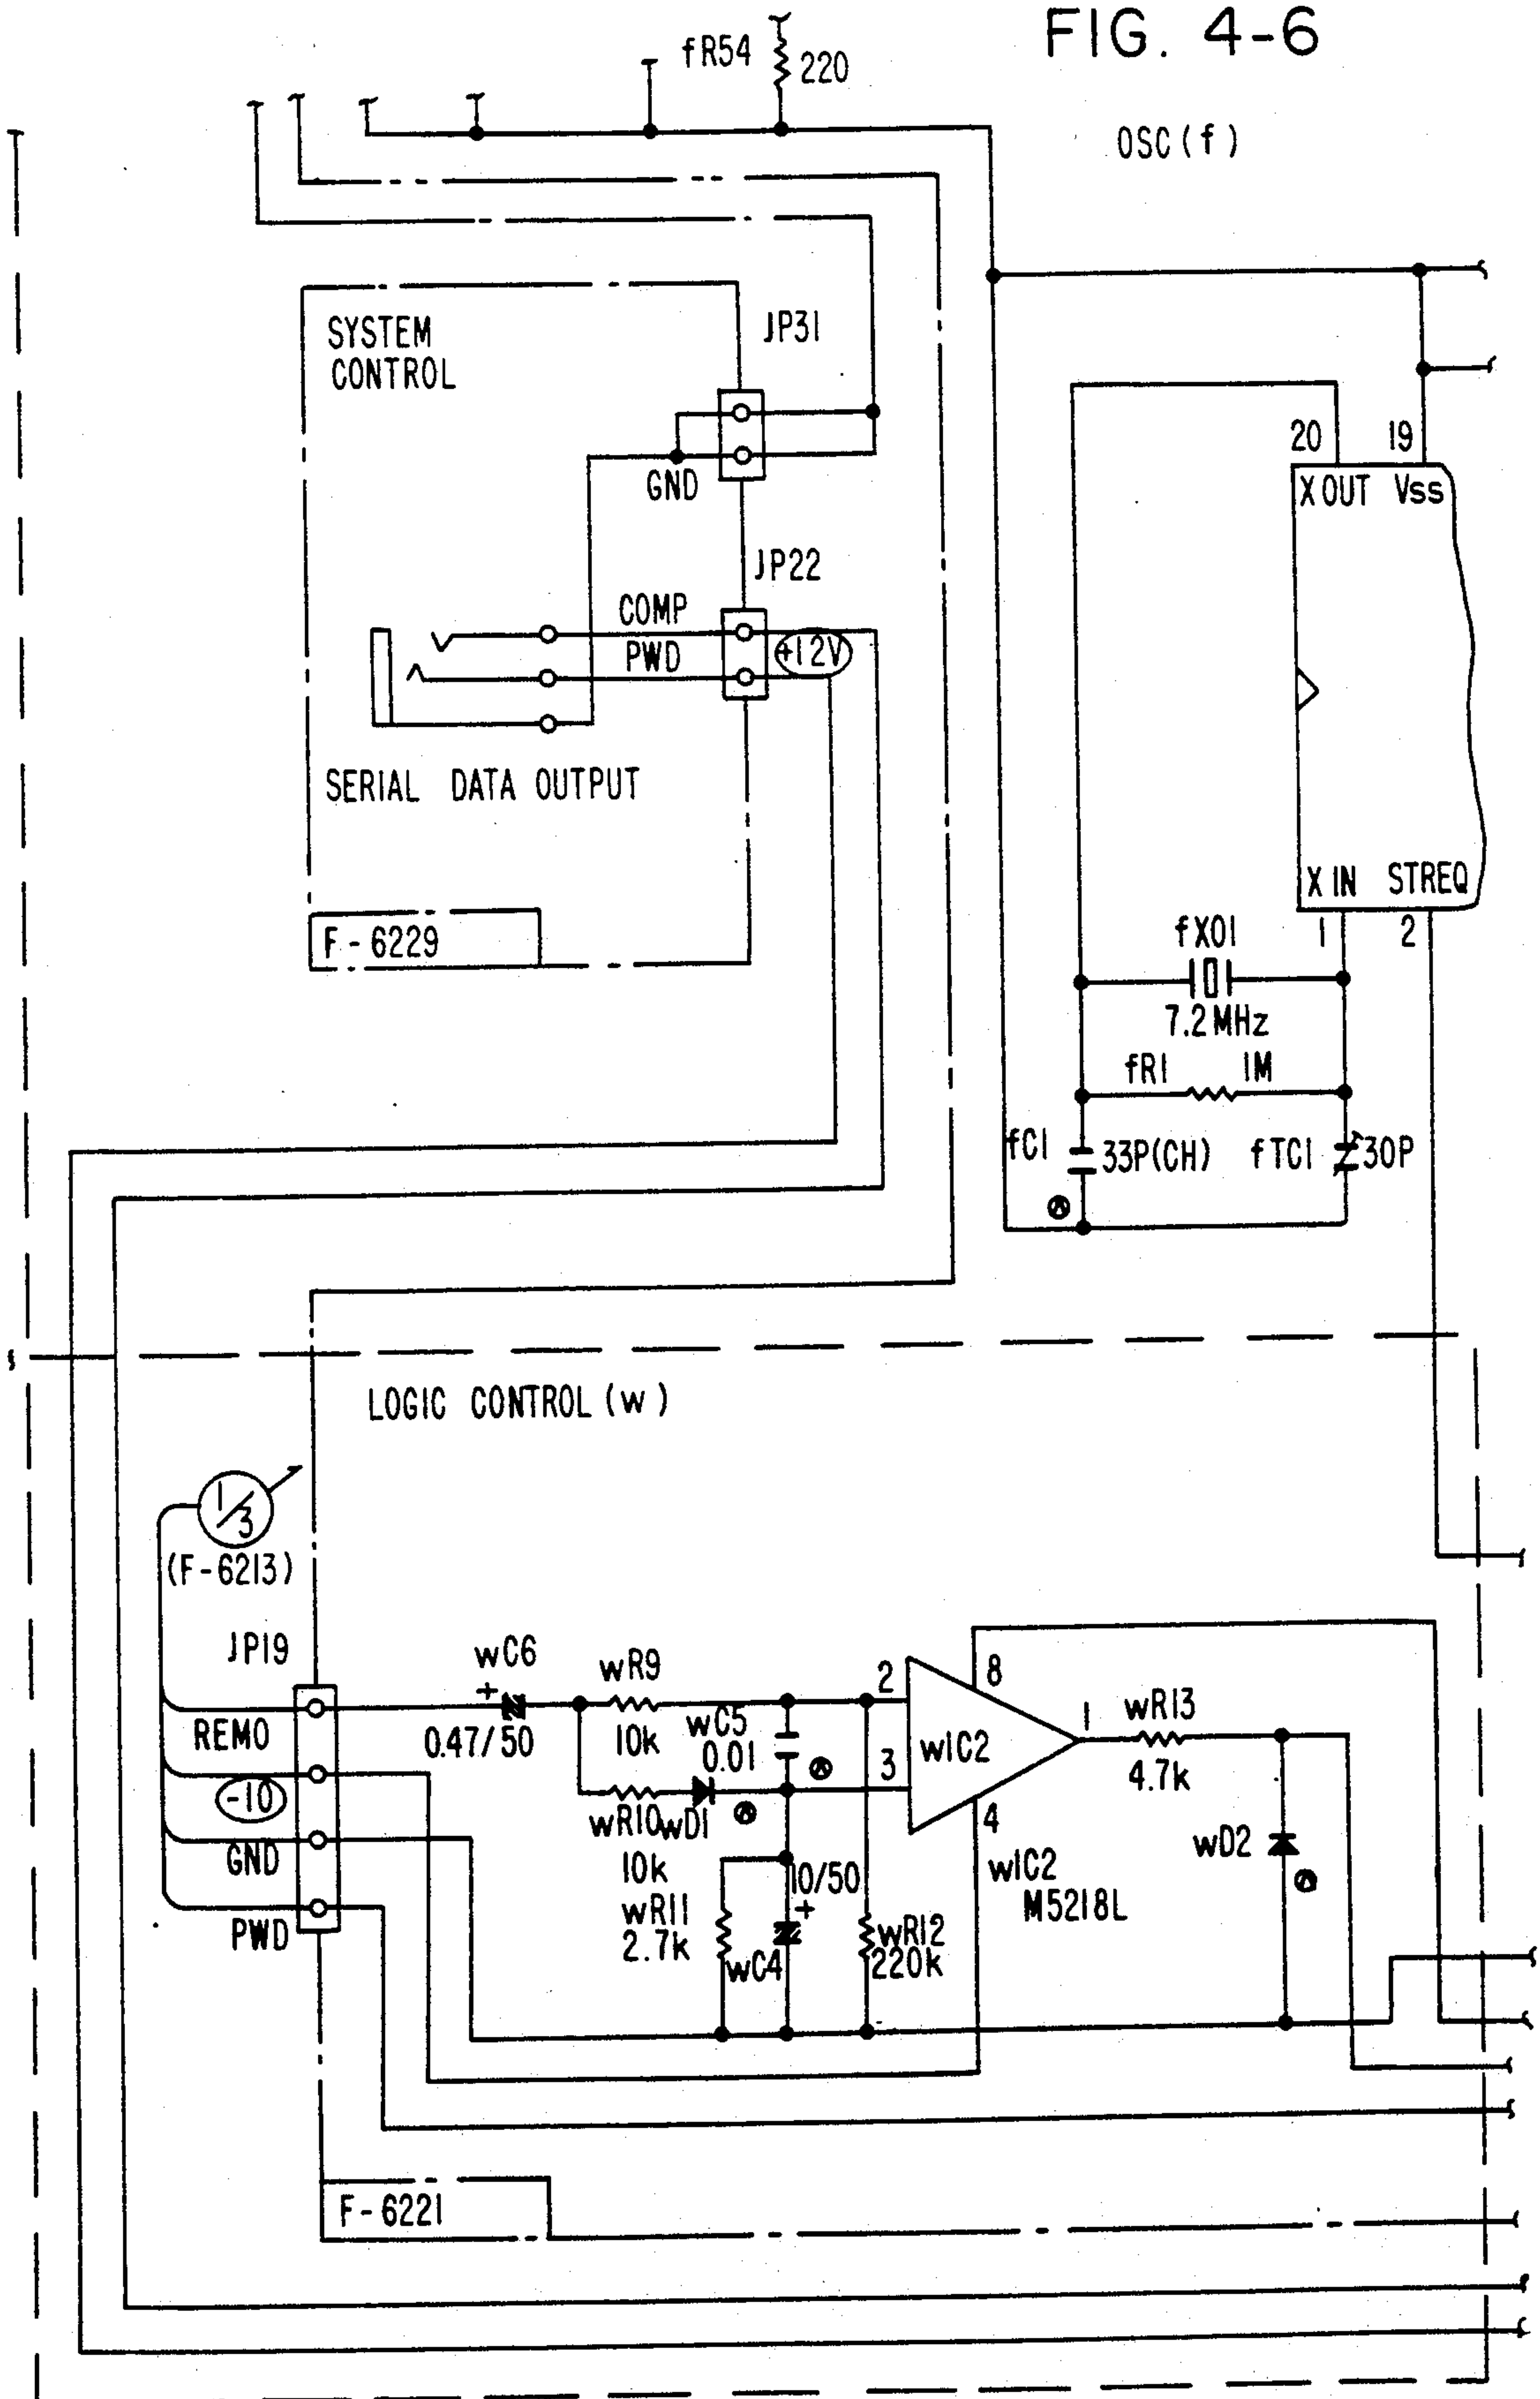 FIG. 4-6
fR54
220
OSC (f)
SYSTEM
CONTROL
JP31
GND
JP22
COMP
PWD
+12V
SERIAL DATA OUTPUT
F-6229
20
19
X OUT
Vss
X IN
STREQ
1
2
fX01
7.2MHz
fR1
1M
fC1
33P(CH)
fTC1
30P
LOGIC CONTROL (w)
1/3
(F-6213)
JP19
REMO
-10
GND
PWD
wC6
+
0.47/50
wR9
10k
wC5
0.01
wR10
10k
wD1
wR11
2.7k
10/50
+
wC4
wR12
220k
2
3
8
4
1
wIC2
wIC2
M5218L
wR13
4.7k
wD2
F-6221